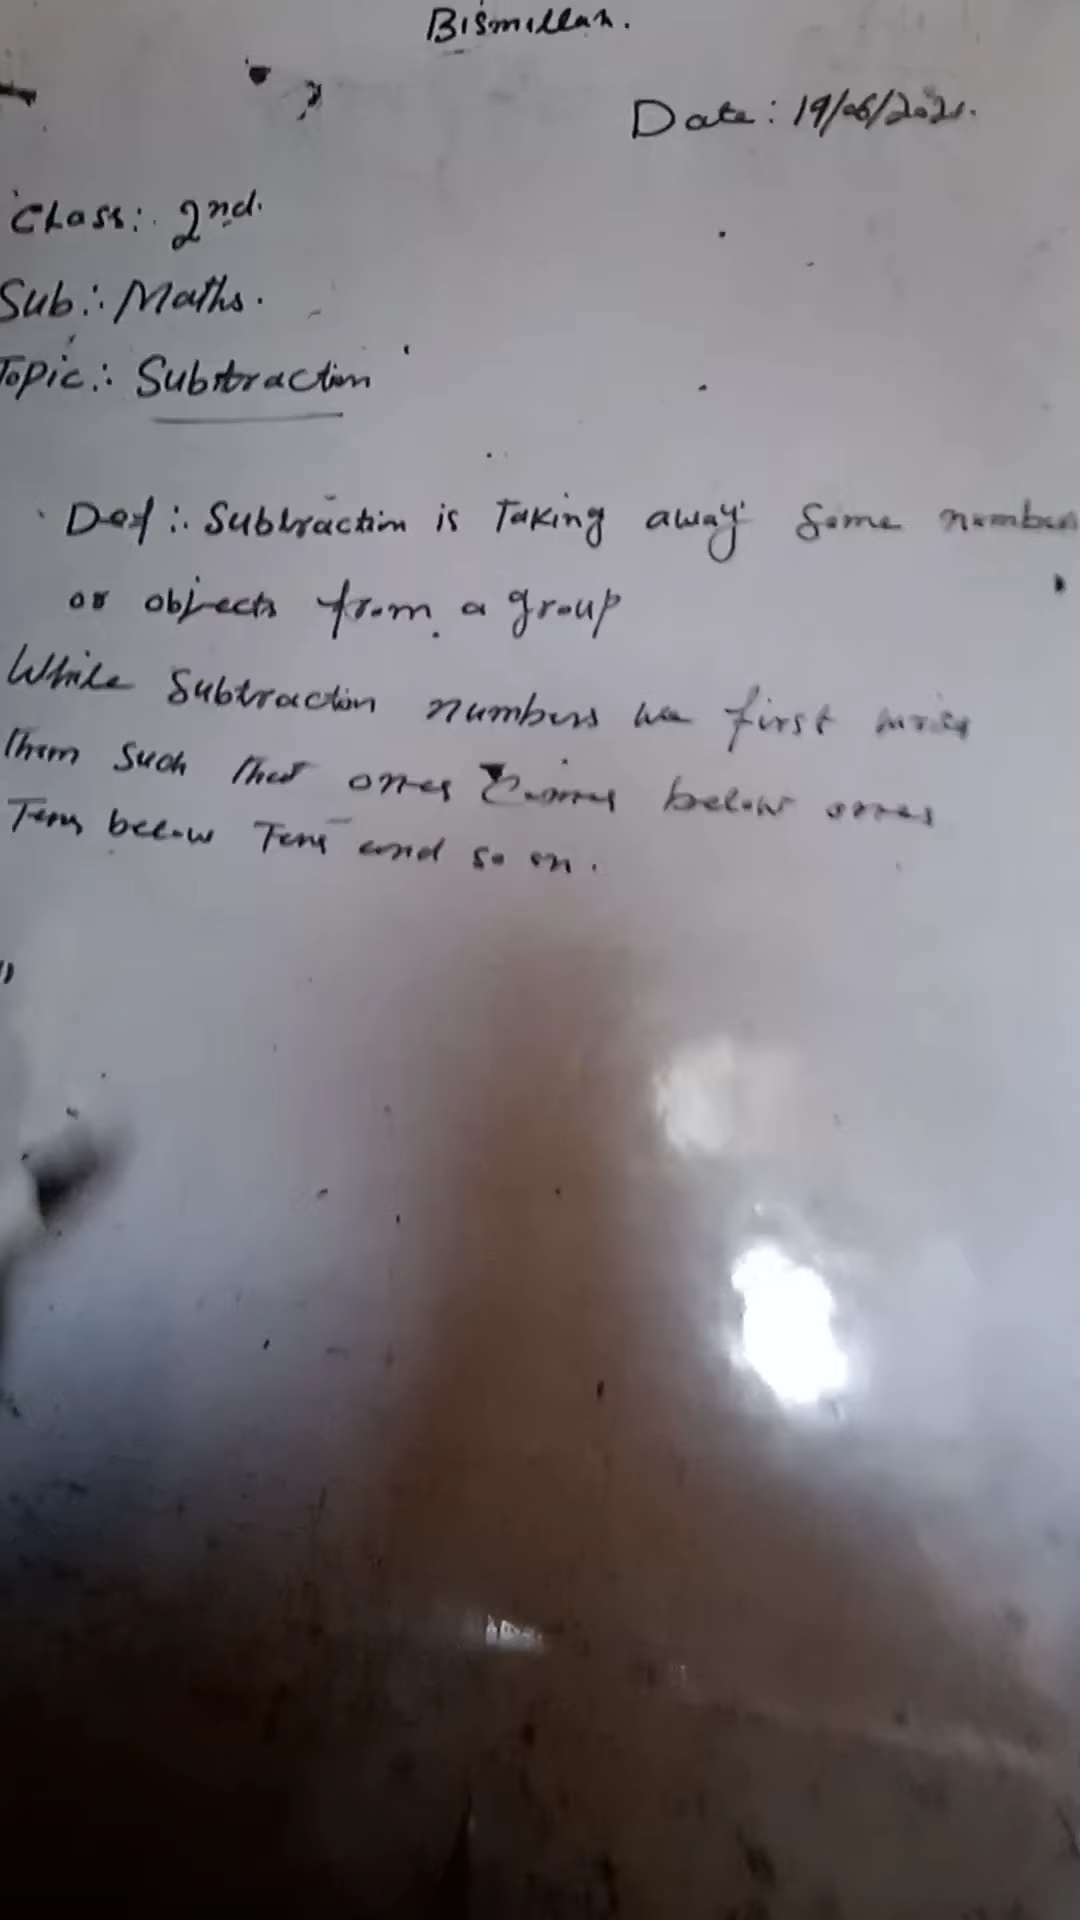 Bismillah.
Date: 19/06/2021.
Class: 2nd.
Sub: Maths.
Topic: Subtraction
Def: Subtraction is Taking away some number
or objects from a group
While Subtraction numbers we first write
them such that ones comes below ones
Tens below Tens and so on.